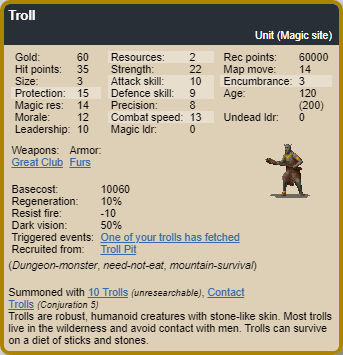 Troll
Unit (Magic site)
Gold: 60 Resources: 2 Rec points: 60000
Hit points: 35 Strength: 22 Map move: 14
Size: 3 Attack skill: 10 Encumbrance: 3
Protection: 15 Defence skill: 9 Age: 120
Magic res: 14 Precision: 8 (200)
Morale: 12 Combat speed: 13 Undead ldr: 0
Leadership: 10 Magic ldr: 0
Weapons: Armor:
Great Club Furs
Basecost: 10060
Regeneration: 10%
Resist fire: -10
Dark vision: 50%
Triggered events: One of your trolls has fetched
Recruited from: Troll Pit
(Dungeon-monster, need-not-eat, mountain-survival)
Summoned with 10 Trolls (unresearchable), Contact
Trolls (Conjuration 5)
Trolls are robust, humanoid creatures with stone-like skin. Most trolls
live in the wilderness and avoid contact with men. Trolls can survive
on a diet of sticks and stones.